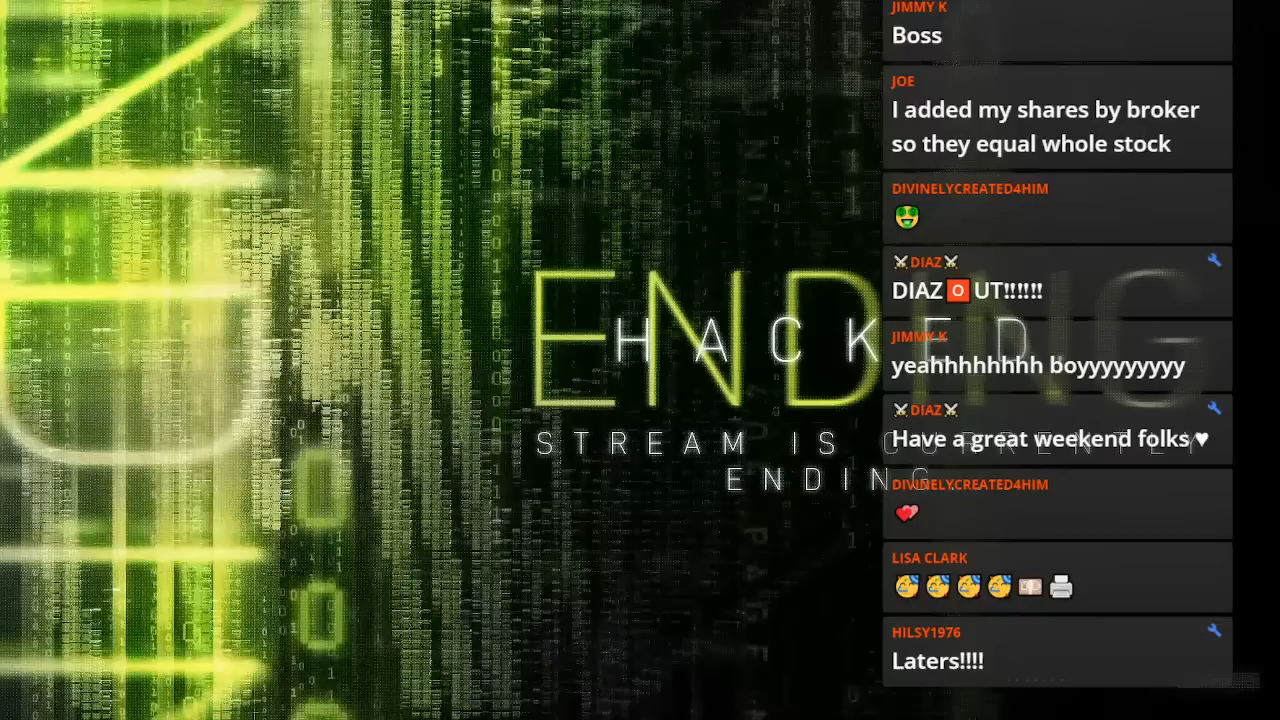 ENDING
HACKED
STREAM IS CURRENTLY
ENDING
JIMMY K
Boss
JOE
I added my shares by broker
so they equal whole stock
DIVINELYCREATED4HIM
🤑
⚔️DIAZ⚔️
DIAZ🅾️UT!!!!!!
JIMMY K
yeahhhhhhhh boyyyyyyyyy
⚔️DIAZ⚔️
Have a great weekend folks ♥
DIVINELYCREATED4HIM
💕
LISA CLARK
🥳🥳🥳🥳💴🖨️
HILSY1976
Laters!!!!